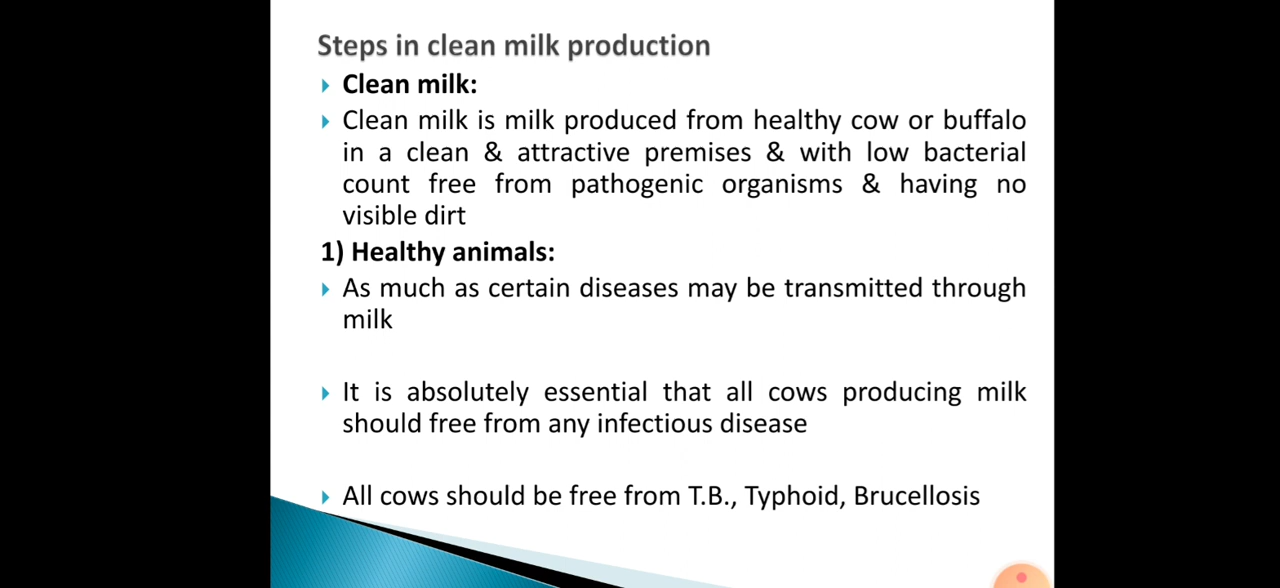 Steps in clean milk production
Clean milk:
Clean milk is milk produced from healthy cow or buffalo
in a clean & attractive premises & with low bacterial
count free from pathogenic organisms & having no
visible dirt
1) Healthy animals:
As much as certain diseases may be transmitted through
milk
It is absolutely essential that all cows producing milk
should free from any infectious disease
All cows should be free from T.B., Typhoid, Brucellosis